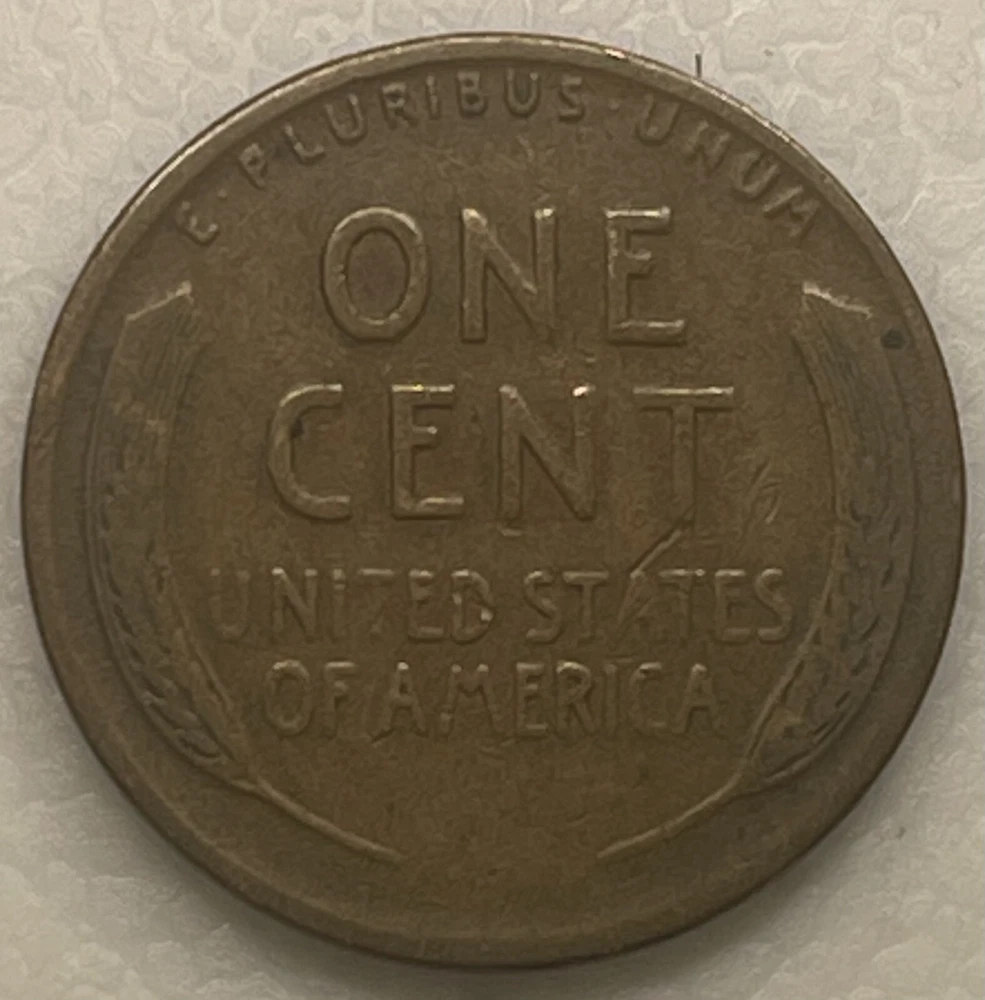 E · PLURIBUS · UNUM
ONE
CENT
UNITED STATES
OF AMERICA